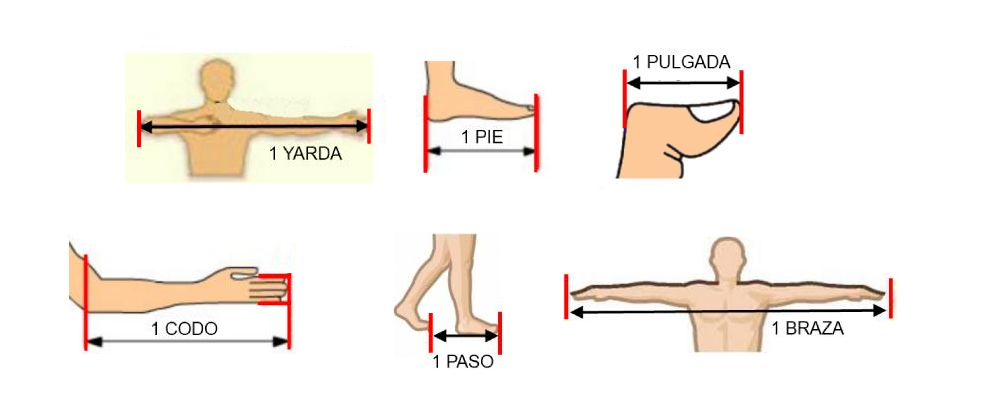 1 YARDA
1 PIE
1 PULGADA
1 CODO
1 PASO
1 BRAZA